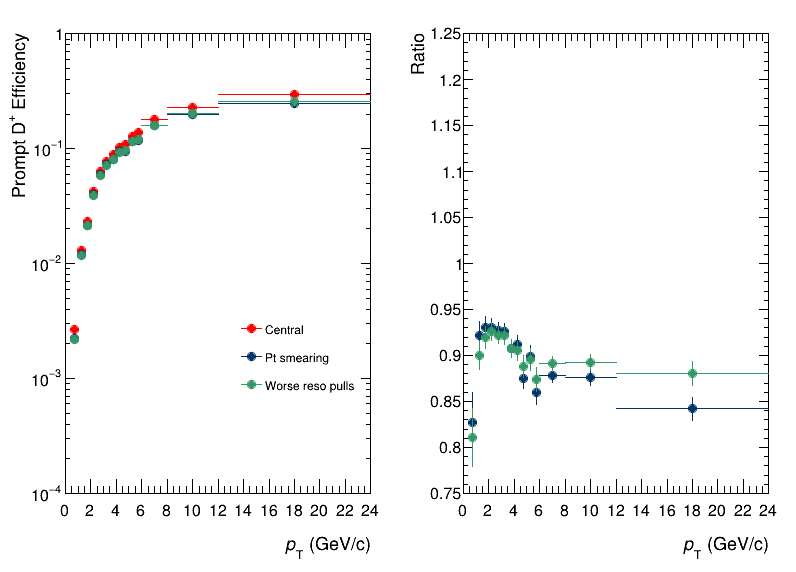 Prompt D⁺ Efficiency
1
10⁻¹
10⁻²
10⁻³
10⁻⁴
Central
Pt smearing
Worse reso pulls
0 2 4 6 8 10 12 14 16 18 20 22 24
p_T (GeV/c)
Ratio
1.25
1.2
1.15
1.1
1.05
1
0.95
0.9
0.85
0.8
0.75
0 2 4 6 8 10 12 14 16 18 20 22 24
p_T (GeV/c)